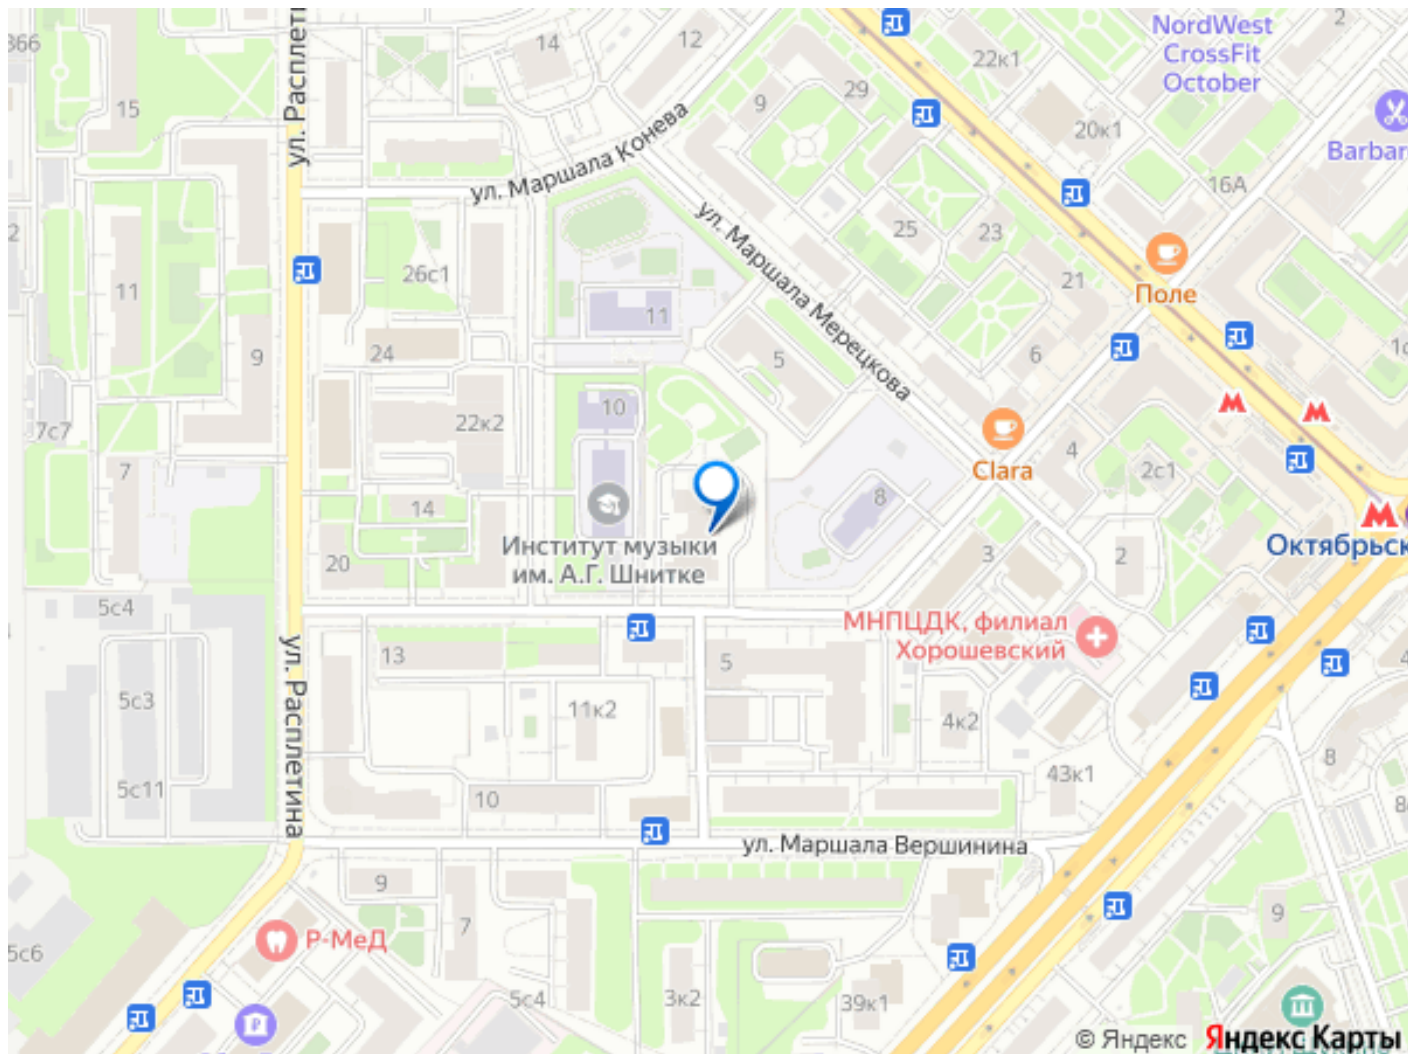 NordWest
CrossFit
October
2
366
14
12
22к1
ул. Расплет
15
9
29
20к1
Barbar
ул. Маршала Конева
16А
2
ул. Маршала Мерецкова
25
23
26с1
21
Поле
11
11
9
24
5
6
7с7
10
22к2
4
Clara
2с1
7
14
8
Октябрьск
Институт музыки
им. А.Г. Шнитке
20
3
2
5с4
МНПЦДК, филиал
Хорошевский
13
5
ул. Расплетина
5с3
11к2
4к2
8
43к1
5с11
10
ул. Маршала Вершинина
9
7
9
Р-МеД
5с6
5с4
3к2
39к1
© Яндекс Яндекс Карты